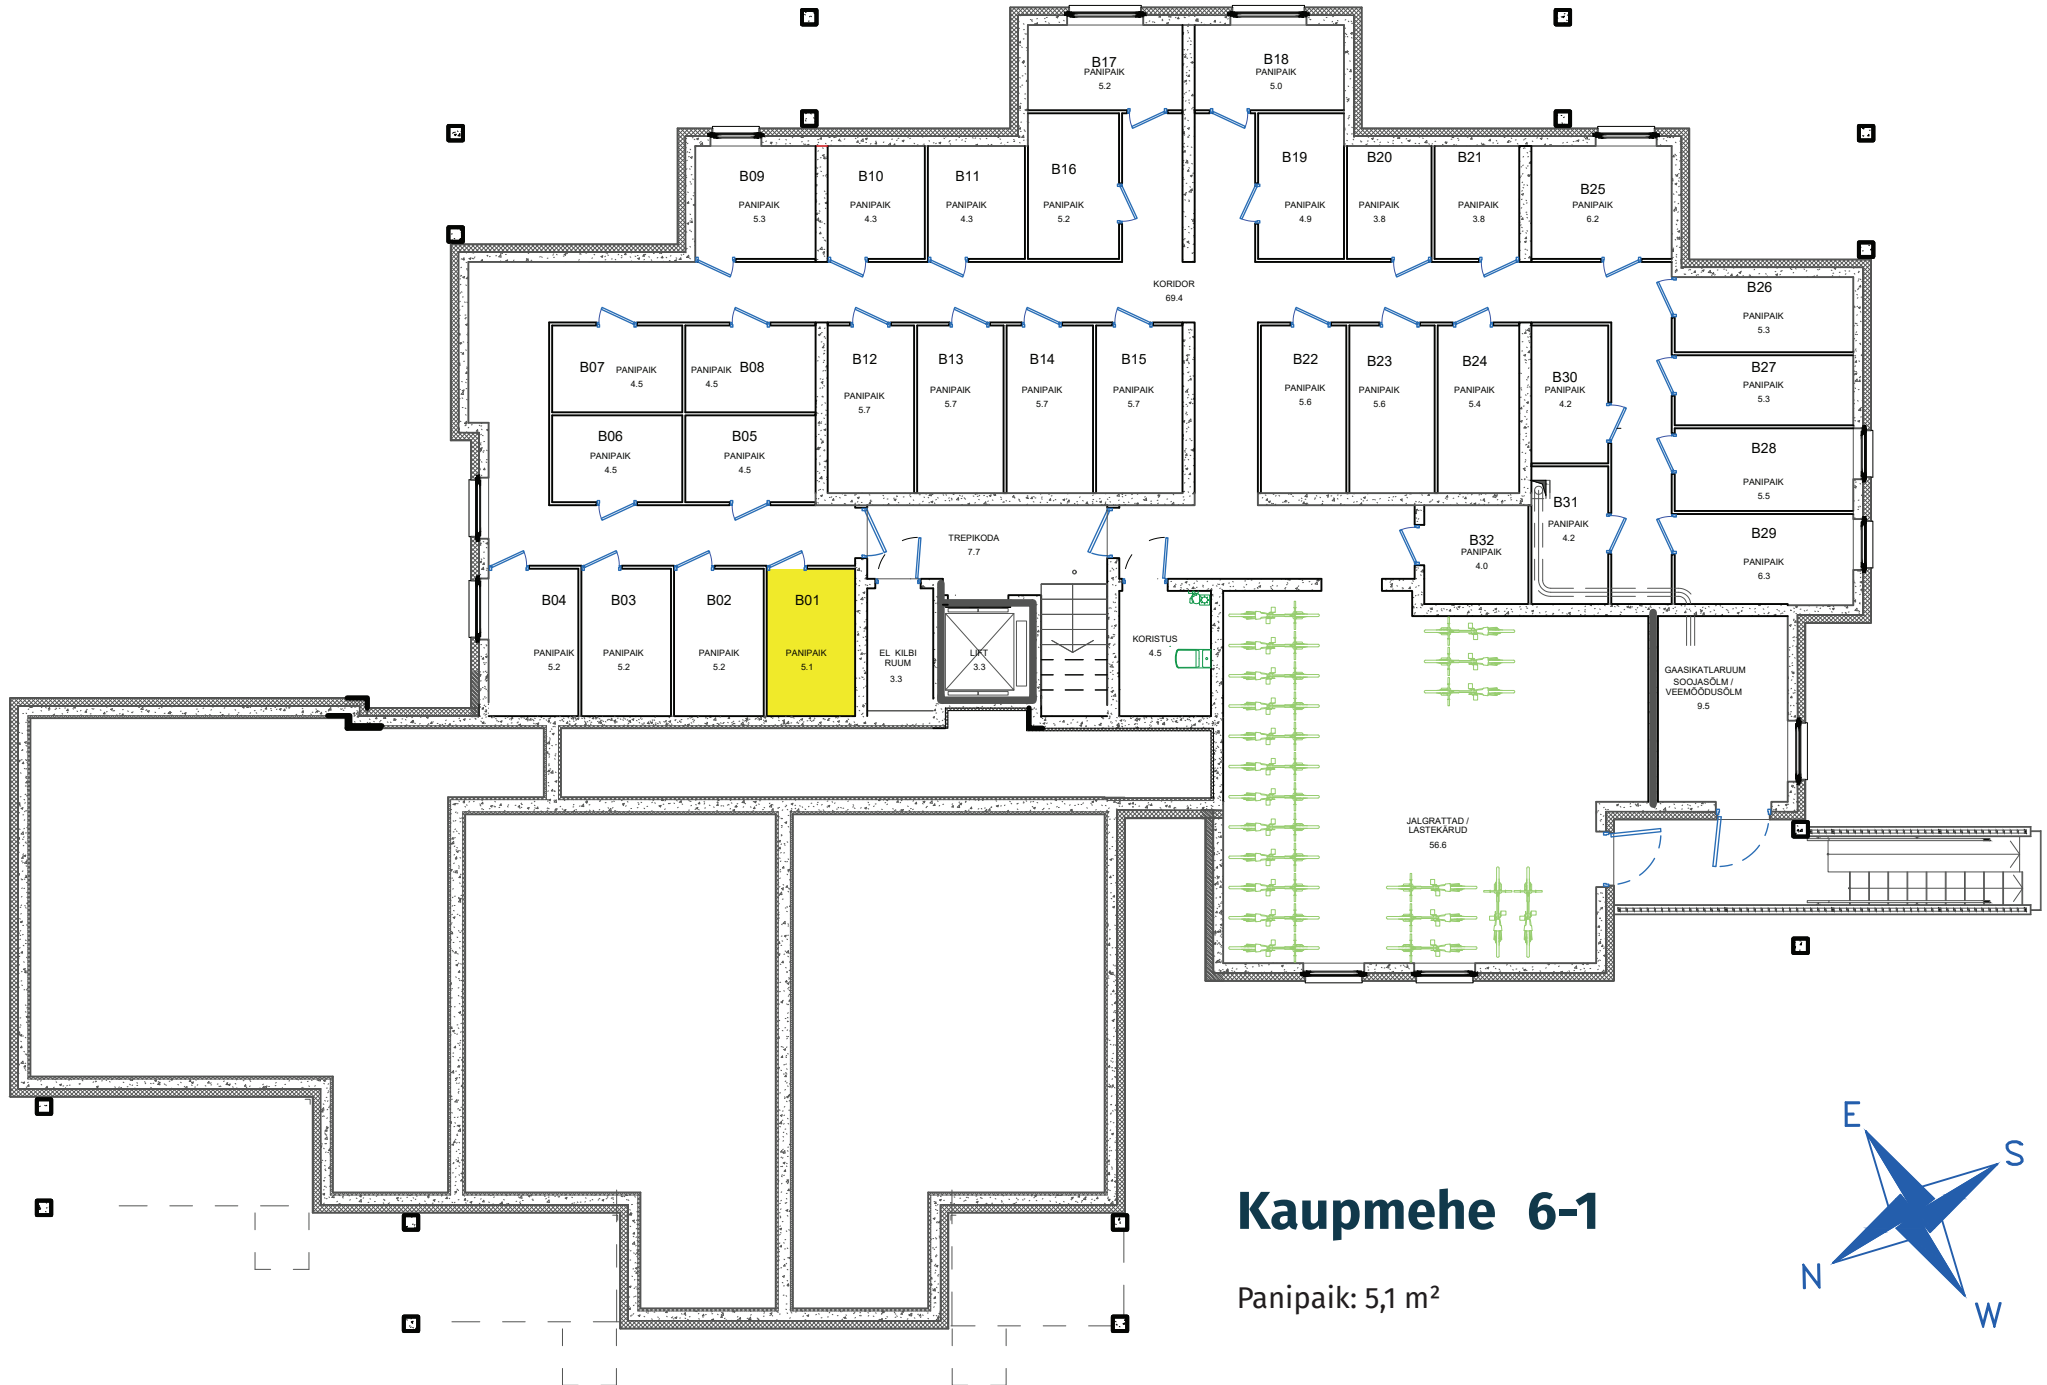 B17
PANIPAIK
5.2
B18
PANIPAIK
5.0
B09
PANIPAIK
5.3
B10
PANIPAIK
4.3
B11
PANIPAIK
4.3
B16
PANIPAIK
5.2
B19
PANIPAIK
4.9
B20
PANIPAIK
3.8
B21
PANIPAIK
3.8
B25
PANIPAIK
6.2
KORIDOR
69.4
B26
PANIPAIK
5.3
B07
PANIPAIK
4.5
PANIPAIK
4.5
B08
B12
PANIPAIK
5.7
B13
PANIPAIK
5.7
B14
PANIPAIK
5.7
B15
PANIPAIK
5.7
B22
PANIPAIK
5.6
B23
PANIPAIK
5.6
B24
PANIPAIK
5.4
B30
PANIPAIK
4.2
B27
PANIPAIK
5.3
B06
PANIPAIK
4.5
B05
PANIPAIK
4.5
B28
PANIPAIK
5.5
B31
PANIPAIK
4.2
B32
PANIPAIK
4.0
B29
PANIPAIK
6.3
TREPIKODA
7.7
B04
PANIPAIK
5.2
B03
PANIPAIK
5.2
B02
PANIPAIK
5.2
B01
PANIPAIK
5.1
EL KILBI
RUUM
3.3
LIFT
3.3
KORISTUS
4.5
GAASIKATLARUUM
SOOJASÕLM /
VEEMÕÕDUSÕLM
9.5
JALGRATTAD /
LASTEKÄRUD
56.6
E
S
N
W
Kaupmehe 6-1
Panipaik: 5,1 m²